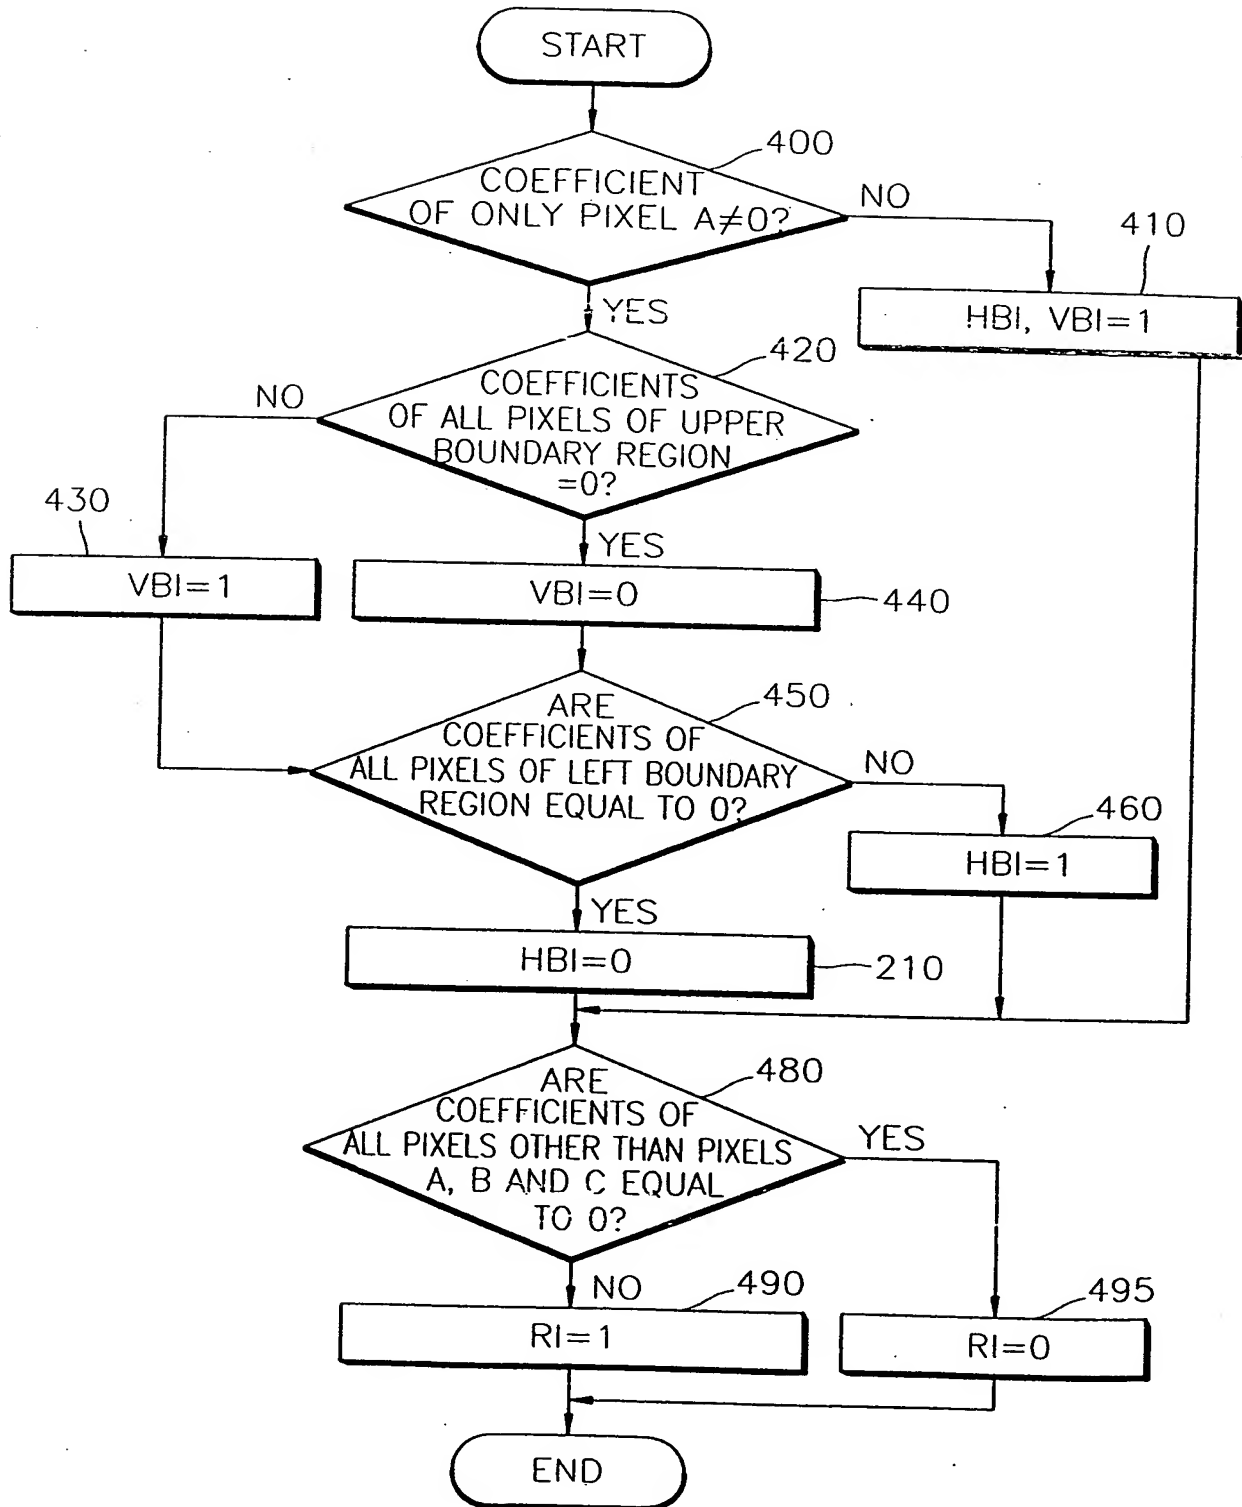 START
400
COEFFICIENT
OF ONLY PIXEL A≠0?
NO
410
HBI, VBI=1
YES
420
COEFFICIENTS
OF ALL PIXELS OF UPPER
BOUNDARY REGION
=0?
NO
430
VBI=1
YES
VBI=0
440
450
ARE
COEFFICIENTS OF
ALL PIXELS OF LEFT BOUNDARY
REGION EQUAL TO 0?
NO
460
HBI=1
YES
HBI=0
210
480
ARE
COEFFICIENTS OF
ALL PIXELS OTHER THAN PIXELS
A, B AND C EQUAL
TO 0?
YES
NO
490
RI=1
495
RI=0
END